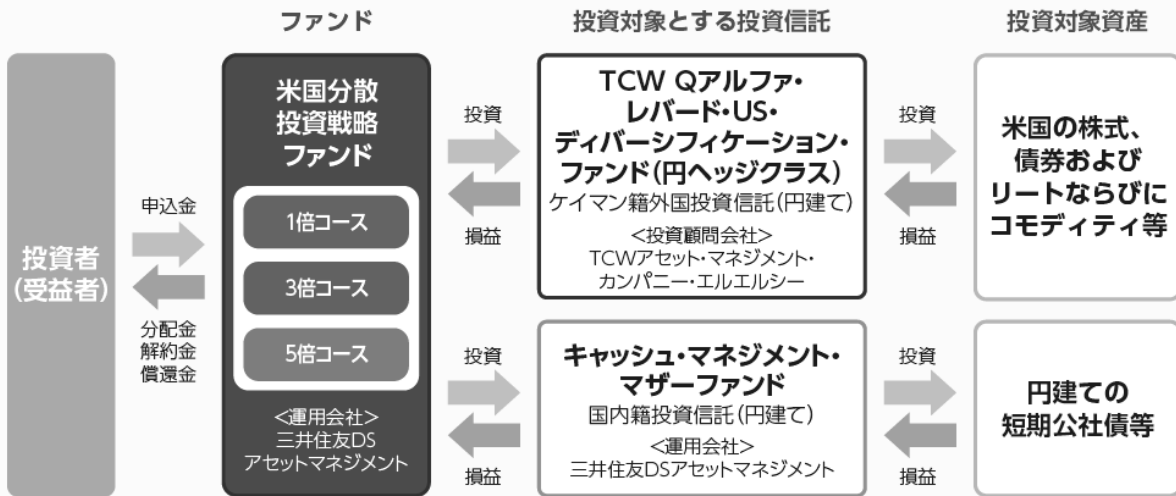 ファンド
投資対象とする投資信託
投資対象資産
投資者
(受益者)
申込金
分配金
解約金
償還金
米国分散
投資戦略
ファンド
1倍コース
3倍コース
5倍コース
<運用会社>
三井住友DS
アセットマネジメント
投資
損益
TCW Qアルファ・
レバード・US・
ディバーシフィケーション・
ファンド(円ヘッジクラス)
ケイマン籍外国投資信託(円建て)
<投資顧問会社>
TCWアセット・マネジメント・
カンパニー・エルエルシー
投資
損益
米国の株式、
債券および
リートならびに
コモディティ等
投資
損益
キャッシュ・マネジメント・
マザーファンド
国内籍投資信託(円建て)
<運用会社>
三井住友DSアセットマネジメント
投資
損益
円建ての
短期公社債等